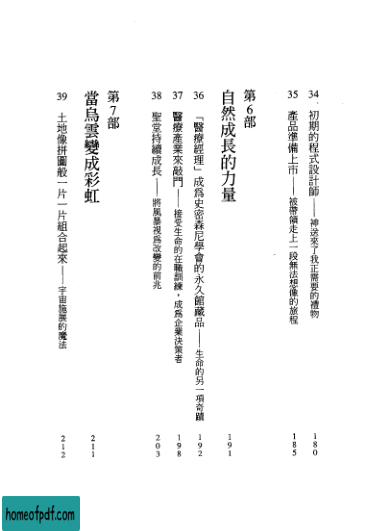 34 初期的程式設計師——神送來了我正需要的禮物 180
35 產品準備上市——被帶領走上一段無法想像的旅程 185
第6部
自然成長的力量 191
36 「醫療經理」成爲史密森尼學會的永久館藏品——生命的另一項奇蹟 192
37 醫療產業來敲門——接受生命的在職訓練，成爲企業決策者 198
38 聖堂持續成長——將風暴視爲改變的前兆 203
第7部
當烏雲變成彩虹 211
39 土地像拼圖般一片一片組合起來——宇宙施展的魔法 212
homeofpdf.com